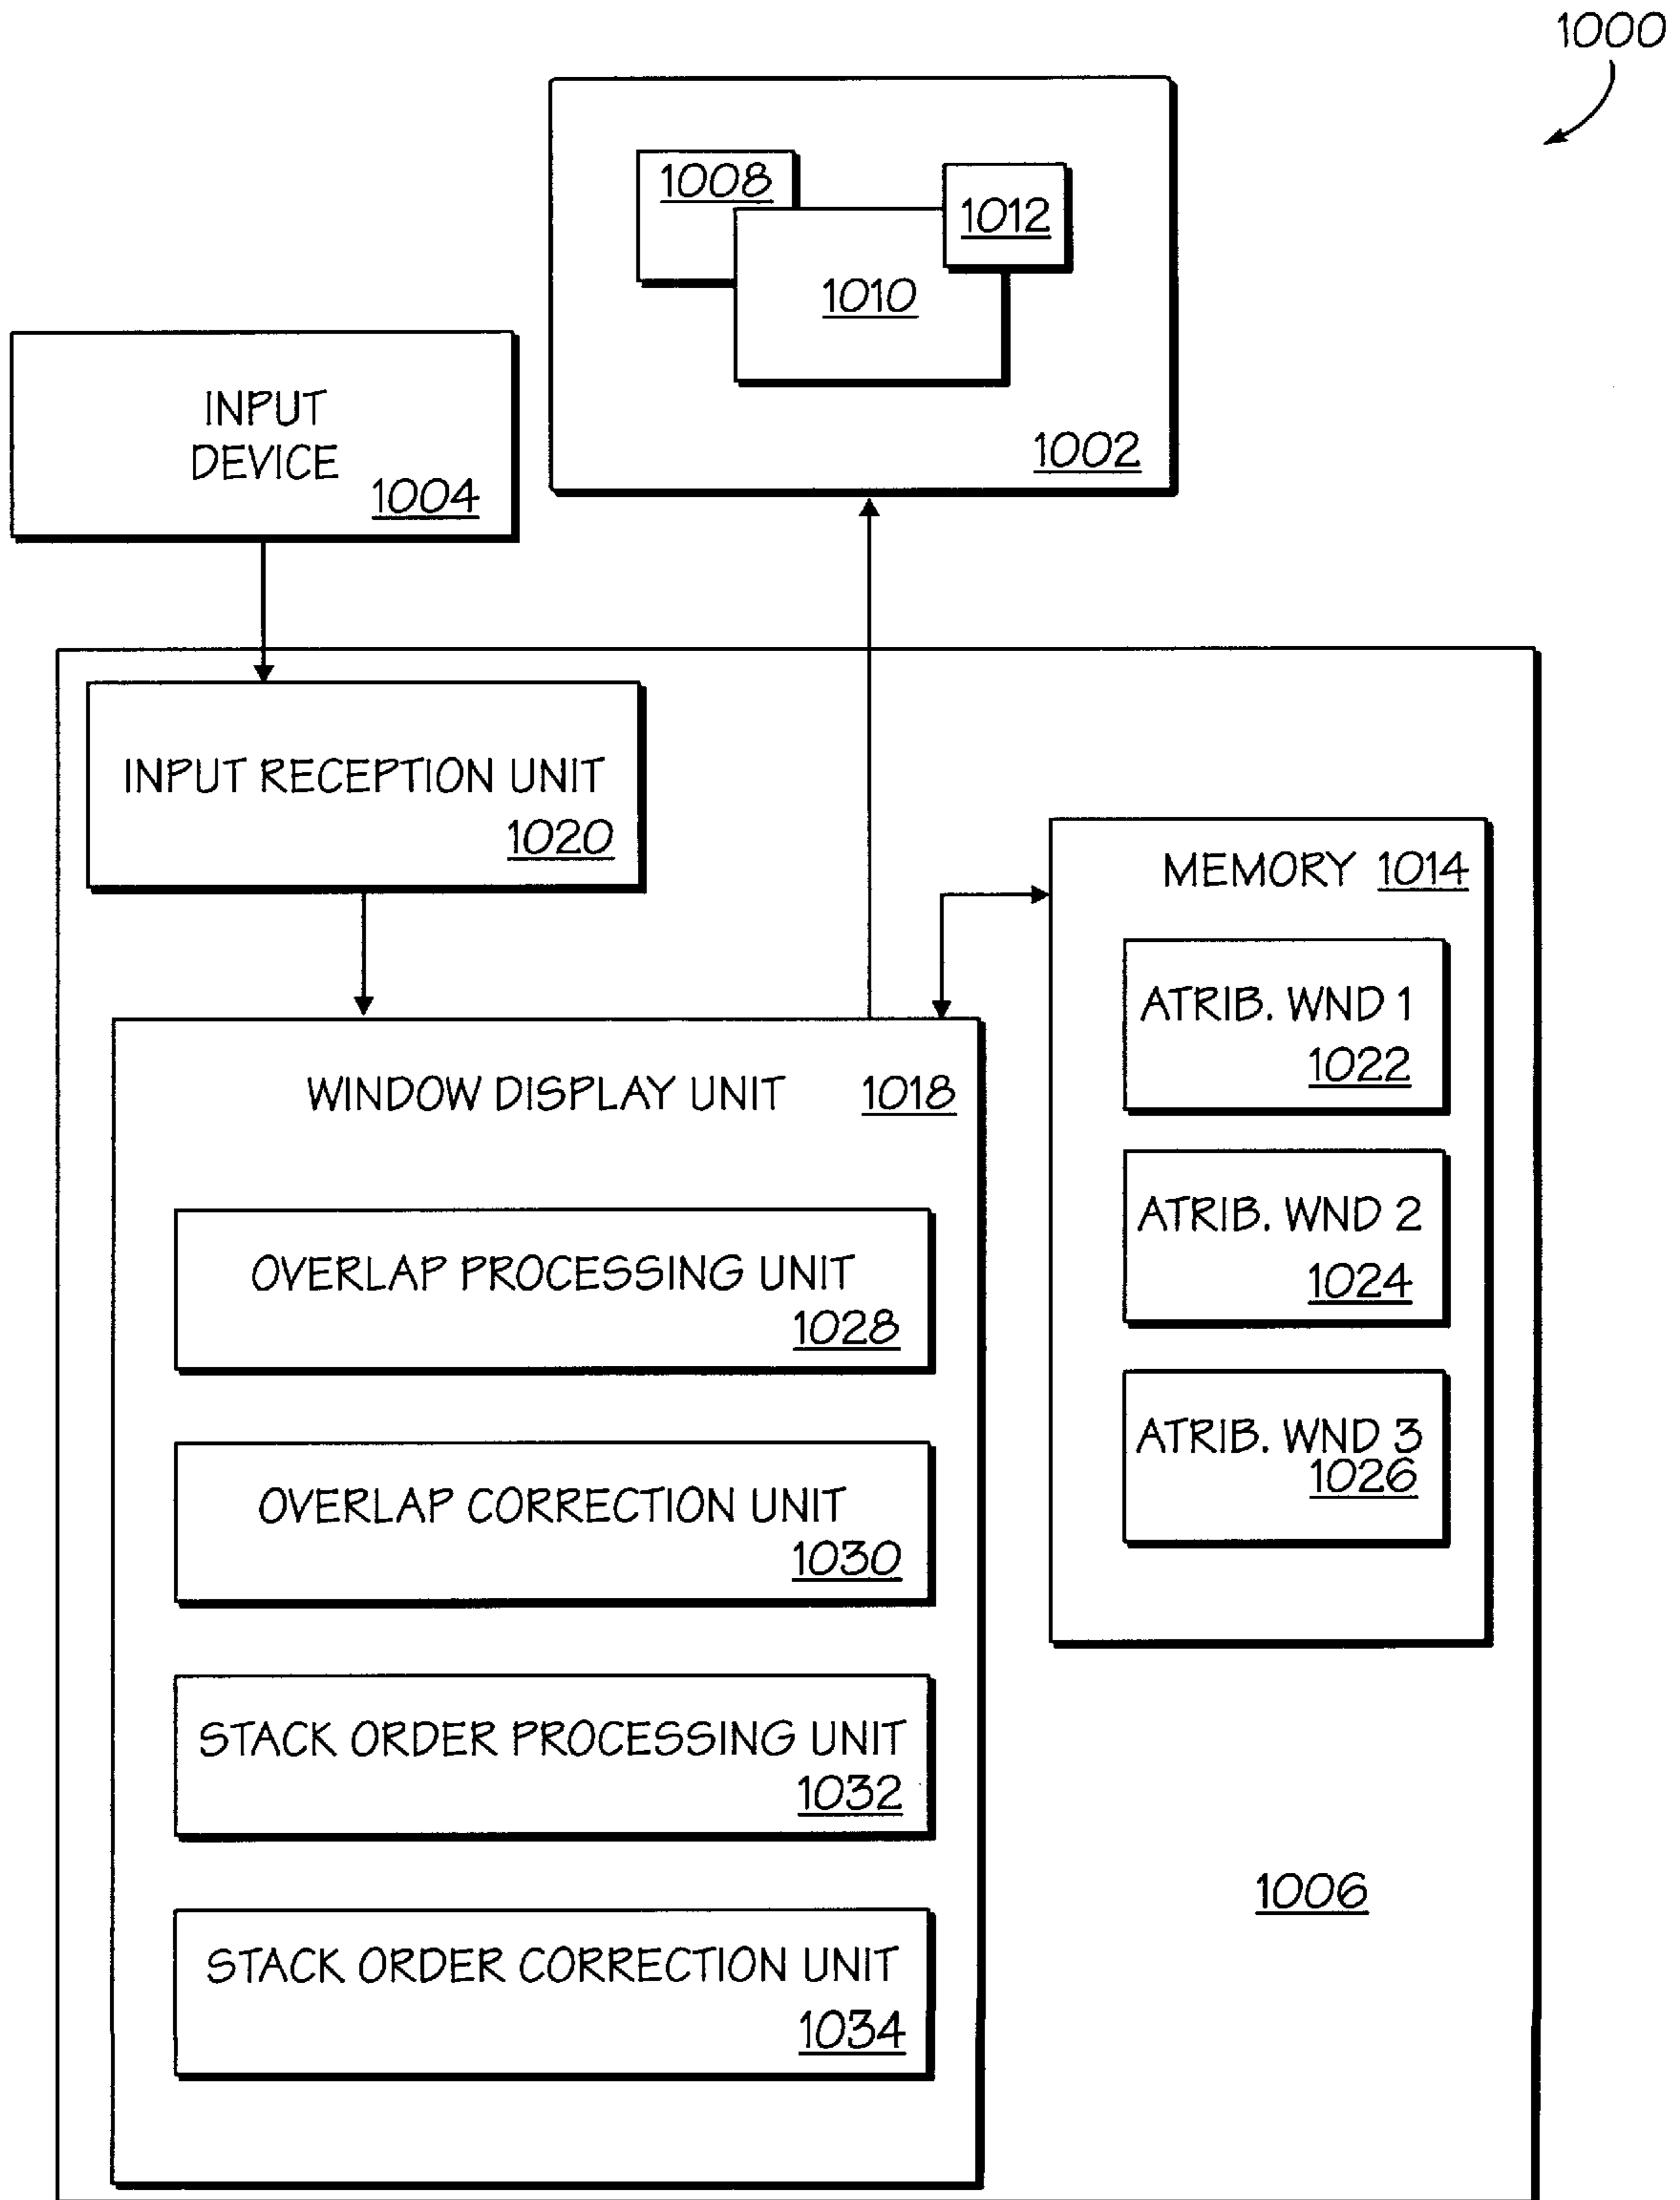 1000
1008
1012
1010
1002
INPUT
DEVICE
1004
INPUT RECEPTION UNIT
1020
MEMORY 1014
ATRIB. WND 1
1022
ATRIB. WND 2
1024
ATRIB. WND 3
1026
WINDOW DISPLAY UNIT 1018
OVERLAP PROCESSING UNIT
1028
OVERLAP CORRECTION UNIT
1030
STACK ORDER PROCESSING UNIT
1032
STACK ORDER CORRECTION UNIT
1034
1006